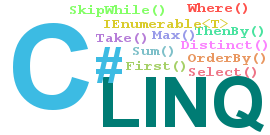 SkipWhile() Where()
IEnumerable<T>
Take() Max() ThenBy()
Sum() Distinct()
First() OrderBy()
Select()
C# LINQ